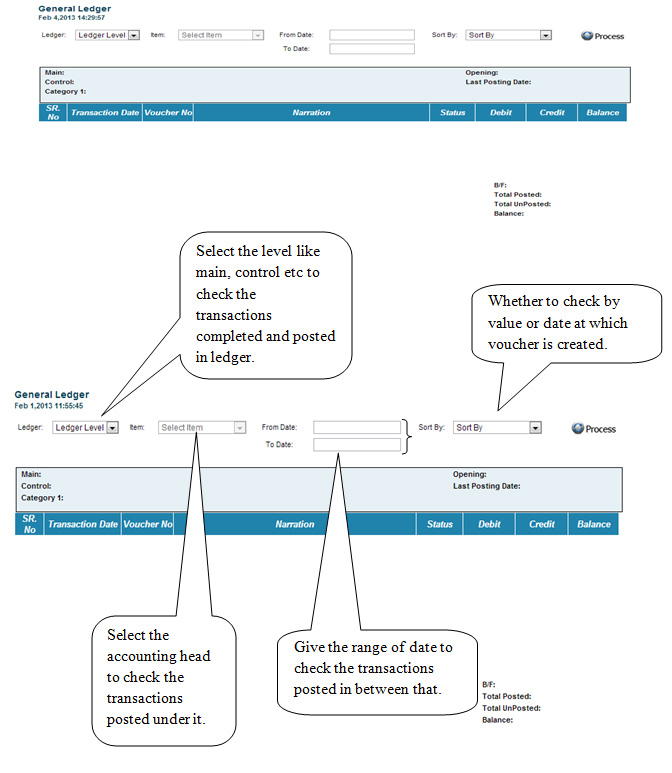 General Ledger
Feb 4,2013 14:29:57
Ledger: Ledger Level Item: Select Item From Date: Sort By: Sort By Process
To Date:
Main: Opening:
Control: Last Posting Date:
Category 1:
SR. No Transaction Date Voucher No Narration Status Debit Credit Balance
B/F:
Total Posted:
Total UnPosted:
Balance:
Select the level like
main, control etc to
check the
transactions
completed and posted
in ledger.
Whether to check by
value or date at which
voucher is created.
General Ledger
Feb 1,2013 11:55:45
Ledger: Ledger Level Item: Select Item From Date: Sort By: Sort By Process
To Date:
Main: Opening:
Control: Last Posting Date:
Category 1:
SR. No Transaction Date Voucher No Narration Status Debit Credit Balance
Select the
accounting head
to check the
transactions
posted under it.
Give the range of date to
check the transactions
posted in between that.
B/F:
Total Posted:
Total UnPosted:
Balance: